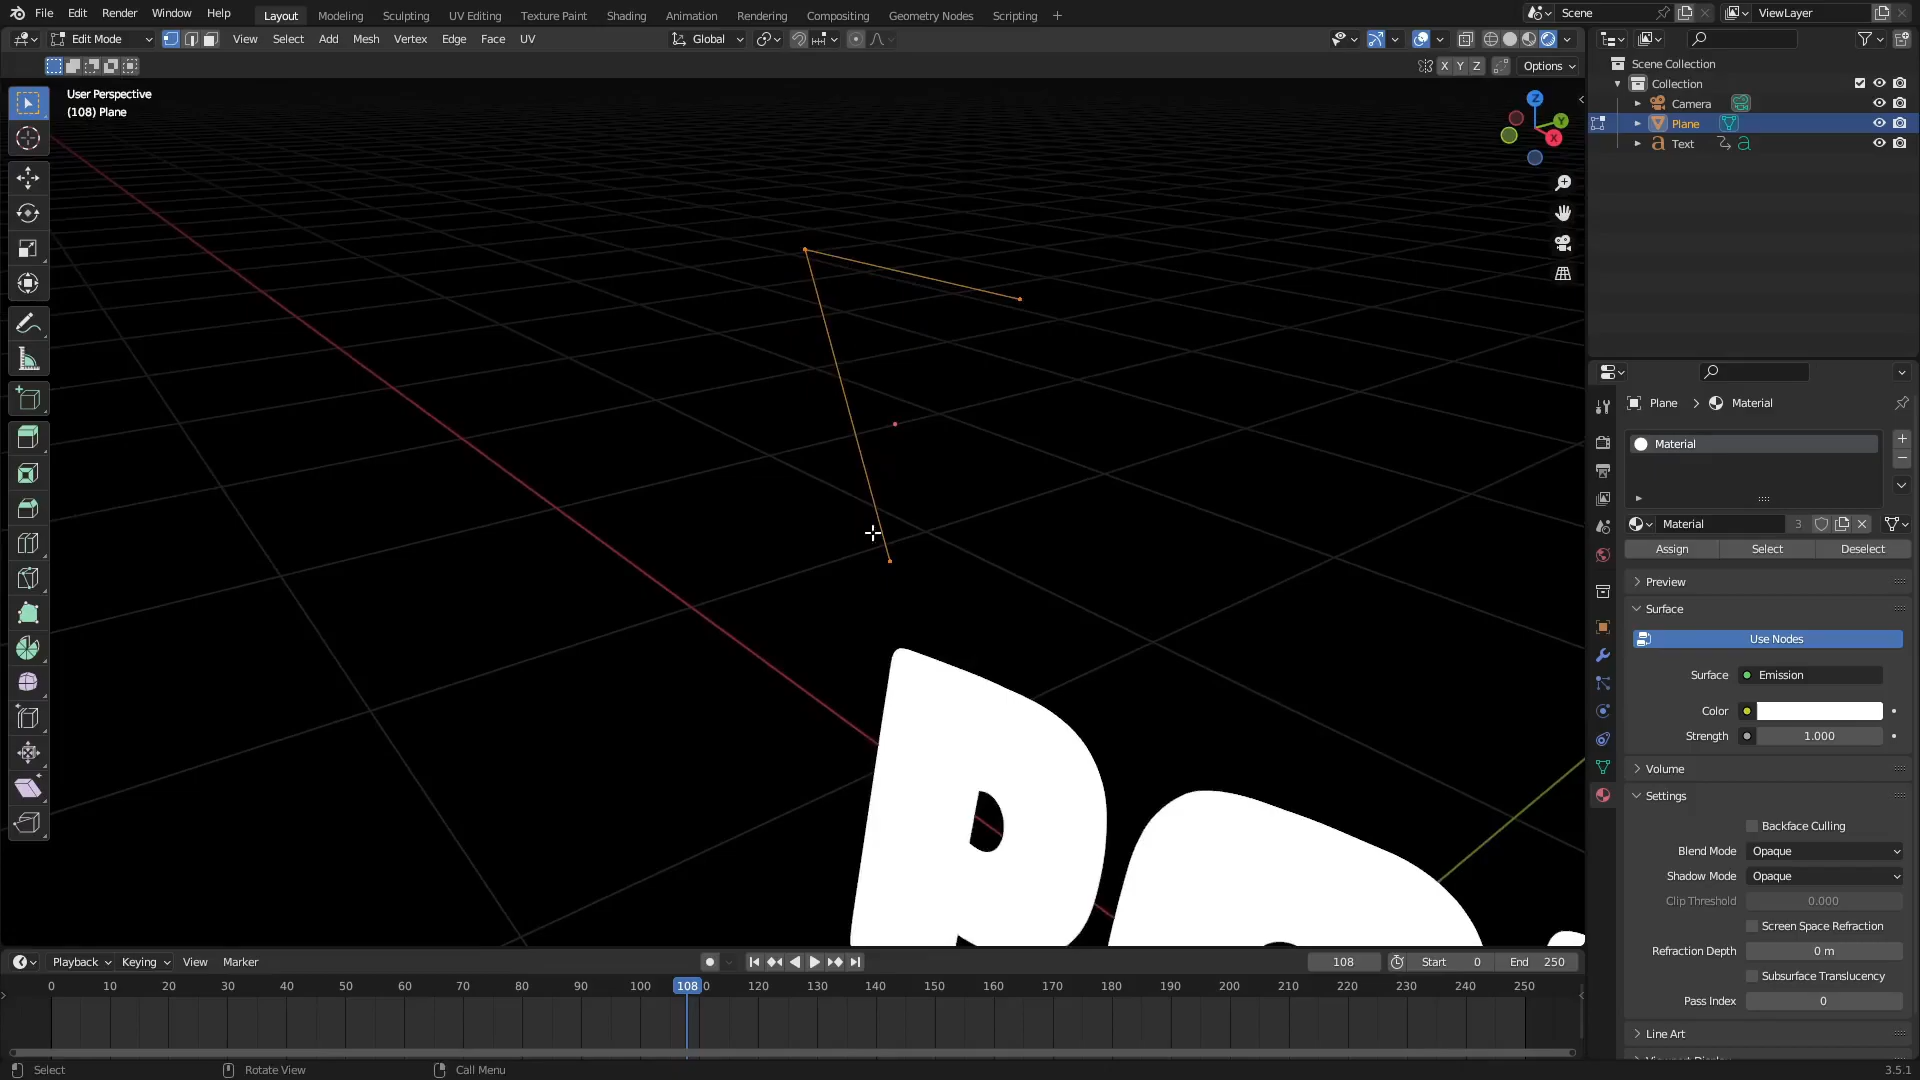 File Edit Render Window Help Layout Modeling Sculpting UV Editing Texture Paint Shading Animation Rendering Compositing Geometry Nodes Scripting + Scene ViewLayer
Edit Mode View Select Add Mesh Vertex Edge Face UV Global
X Y Z Options
User Perspective
(108) Plane
Z
Y
X
Scene Collection
Collection
Camera
Plane
Text
Plane > Material
Material
Material 3
Assign Select Deselect
Preview
Surface
Use Nodes
Surface Emission
Color
Strength 1.000
Volume
Settings
Backface Culling
Blend Mode Opaque
Shadow Mode Opaque
Clip Threshold 0.000
Screen Space Refraction
Refraction Depth 0 m
Subsurface Translucency
Pass Index 0
Line Art
Viewport Display
Playback Keying View Marker 108 Start 0 End 250
0 10 20 30 40 50 60 70 80 90 100 108 0 120 130 140 150 160 170 180 190 200 210 220 230 240 250
Select Rotate View Call Menu 3.5.1